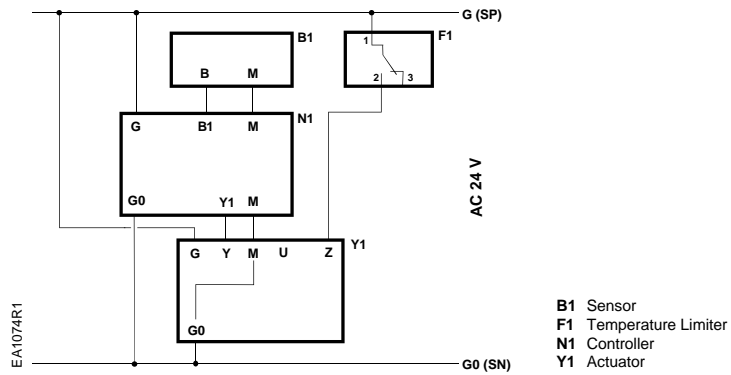 G (SP)
B1
F1
1
B M
2 3
N1
G B1 M
AC 24 V
G0 Y1 M
Y1
G Y M U Z
EA1074R1
G0
G0 (SN)
B1 Sensor
F1 Temperature Limiter
N1 Controller
Y1 Actuator